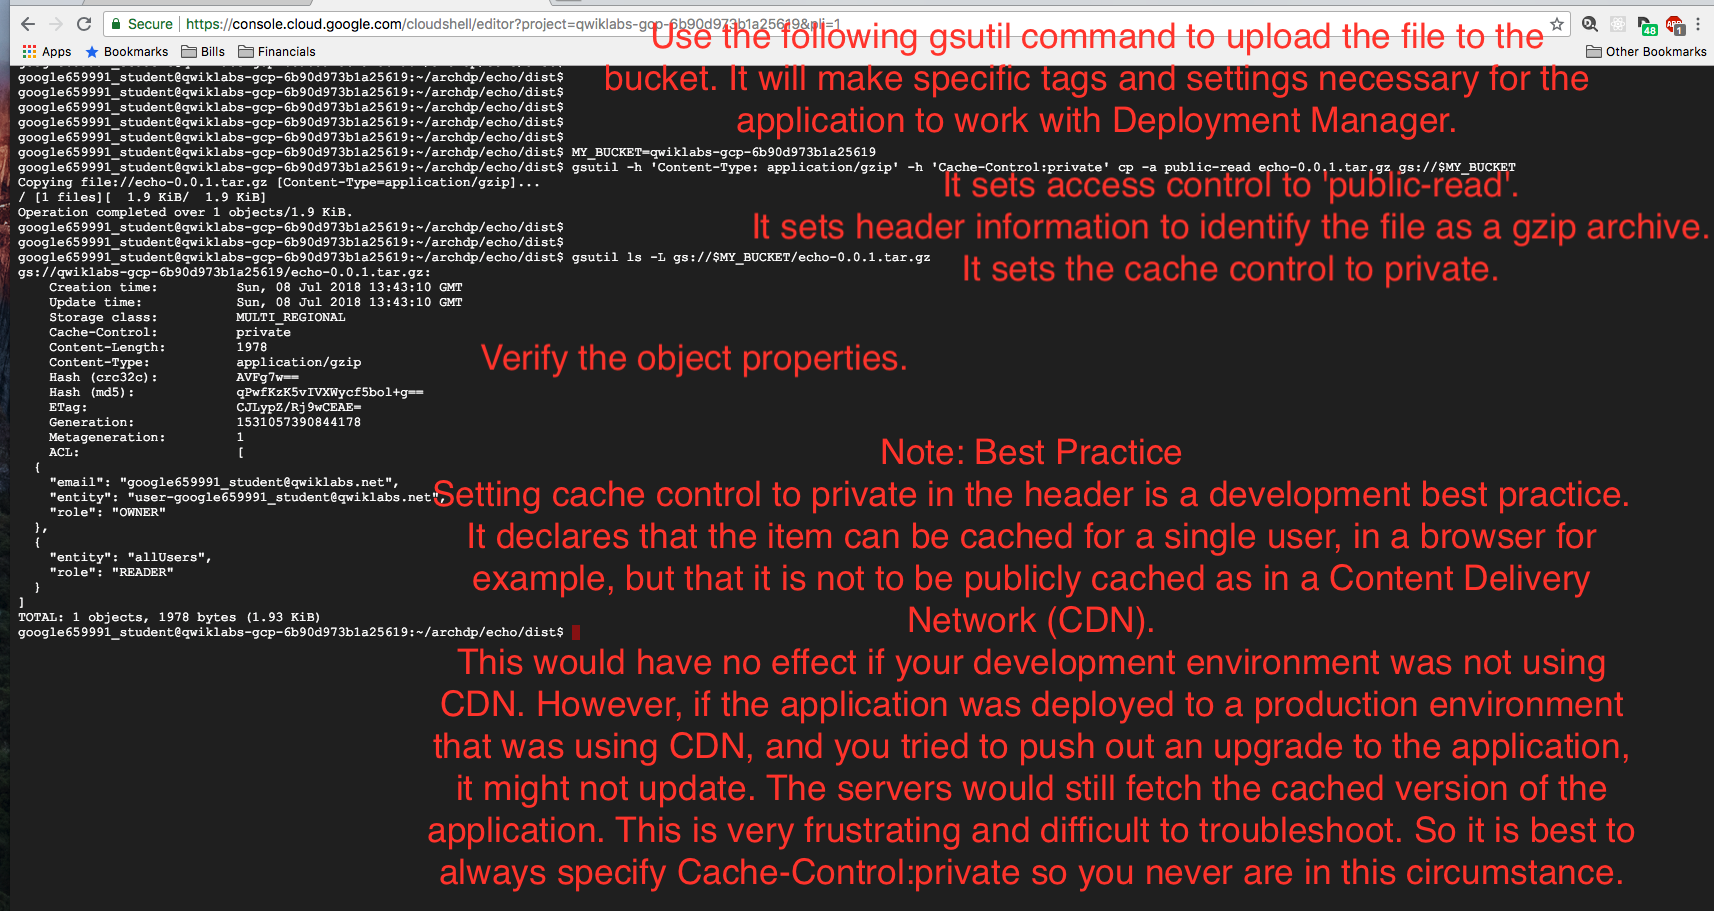 Secure https://console.cloud.google.com/cloudshell/editor?project=qwiklabs-gcp-6b90d973b1a25619&pli=1
Apps Bookmarks Bills Financials Other Bookmarks
48 1
Use the following gsutil command to upload the file to the
bucket. It will make specific tags and settings necessary for the
application to work with Deployment Manager.
google659991_student@qwiklabs-gcp-6b90d973b1a25619:~/archdp/echo/dist$
google659991_student@qwiklabs-gcp-6b90d973b1a25619:~/archdp/echo/dist$
google659991_student@qwiklabs-gcp-6b90d973b1a25619:~/archdp/echo/dist$
google659991_student@qwiklabs-gcp-6b90d973b1a25619:~/archdp/echo/dist$
google659991_student@qwiklabs-gcp-6b90d973b1a25619:~/archdp/echo/dist$
google659991_student@qwiklabs-gcp-6b90d973b1a25619:~/archdp/echo/dist$ MY_BUCKET=qwiklabs-gcp-6b90d973b1a25619
google659991_student@qwiklabs-gcp-6b90d973b1a25619:~/archdp/echo/dist$ gsutil -h 'Content-Type: application/gzip' -h 'Cache-Control:private' cp -a public-read echo-0.0.1.tar.gz gs://$MY_BUCKET
Copying file://echo-0.0.1.tar.gz [Content-Type=application/gzip]...
/ [1 files][  1.9 KiB/  1.9 KiB]
Operation completed over 1 objects/1.9 KiB.
It sets access control to 'public-read'.
It sets header information to identify the file as a gzip archive.
It sets the cache control to private.
google659991_student@qwiklabs-gcp-6b90d973b1a25619:~/archdp/echo/dist$
google659991_student@qwiklabs-gcp-6b90d973b1a25619:~/archdp/echo/dist$
google659991_student@qwiklabs-gcp-6b90d973b1a25619:~/archdp/echo/dist$ gsutil ls -L gs://$MY_BUCKET/echo-0.0.1.tar.gz
gs://qwiklabs-gcp-6b90d973b1a25619/echo-0.0.1.tar.gz:
Creation time: Sun, 08 Jul 2018 13:43:10 GMT
Update time: Sun, 08 Jul 2018 13:43:10 GMT
Storage class: MULTI_REGIONAL
Cache-Control: private
Content-Length: 1978
Content-Type: application/gzip
Hash (crc32c): AVFg7w==
Hash (md5): qPwfKzK5vIVXWycf5bol+g==
ETag: CJLypZ/Rj9wCEAE=
Generation: 1531057390844178
Metageneration: 1
ACL: [
{
"email": "google659991_student@qwiklabs.net",
"entity": "user-google659991_student@qwiklabs.net",
"role": "OWNER"
},
{
"entity": "allUsers",
"role": "READER"
}
]
TOTAL: 1 objects, 1978 bytes (1.93 KiB)
google659991_student@qwiklabs-gcp-6b90d973b1a25619:~/archdp/echo/dist$
Verify the object properties.
Note: Best Practice
Setting cache control to private in the header is a development best practice.
It declares that the item can be cached for a single user, in a browser for
example, but that it is not to be publicly cached as in a Content Delivery
Network (CDN).
This would have no effect if your development environment was not using
CDN. However, if the application was deployed to a production environment
that was using CDN, and you tried to push out an upgrade to the application,
it might not update. The servers would still fetch the cached version of the
application. This is very frustrating and difficult to troubleshoot. So it is best to
always specify Cache-Control:private so you never are in this circumstance.